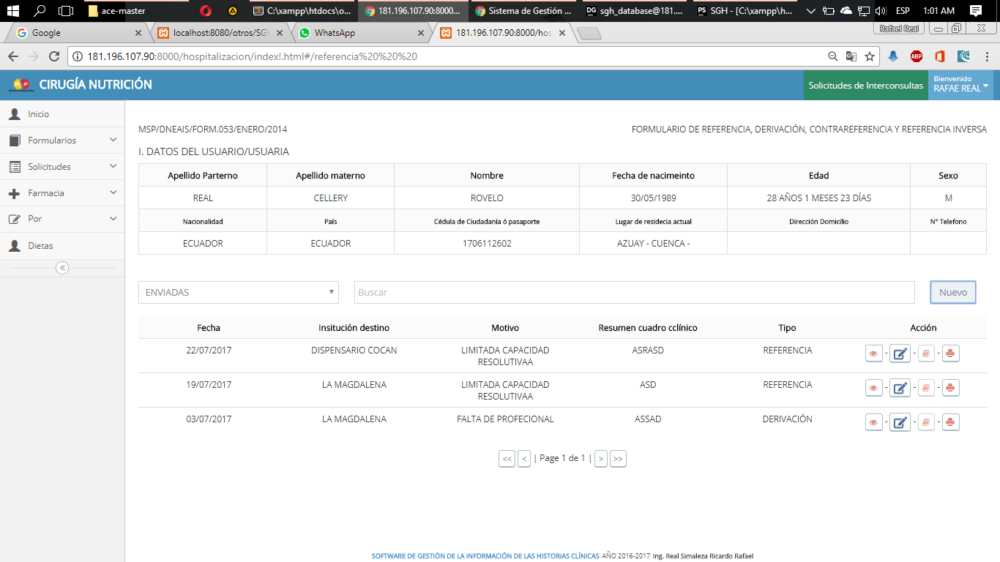 ace-master
C:\xampp\htdocs\o...
181.196.107.90:8000...
Sistema de Gestión ...
sgh_database@181....
SGH - [C:\xampp\h...
ESP
1:01 AM
Google
localhost:8080/otros/SGH
WhatsApp
181.196.107.90:8000/hos
Rafael Real
181.196.107.90:8000/hospitalizacion/index!.html#/referencia%20%20%20
ABP
CIRUGÍA NUTRICIÓN
Solicitudes de Interconsultas
Bienvenido
RAFAE REAL
Inicio
Formularios
Solicitudes
Farmacia
Por
Dietas
MSP/DNEAIS/FORM.053/ENERO/2014
FORMULARIO DE REFERENCIA, DERIVACIÓN, CONTRAREFERENCIA Y REFERENCIA INVERSA
I. DATOS DEL USUARIO/USUARIA
Apellido Parterno Apellido materno Nombre Fecha de nacimeinto Edad Sexo
REAL CELLERY ROVELO 30/05/1989 28 AÑOS 1 MESES 23 DÍAS M
Nacionalidad País Cédula de Ciudadanía ó pasaporte Lugar de residecia actual Dirección Domicilio N° Telefono
ECUADOR ECUADOR 1706112602 AZUAY - CUENCA -
ENVIADAS
Buscar
Nuevo
Fecha Insitución destino Motivo Resumen cuadro cclínico Tipo Acción
22/07/2017 DISPENSARIO COCAN LIMITADA CAPACIDAD RESOLUTIVAA ASRASD REFERENCIA - - -
19/07/2017 LA MAGDALENA LIMITADA CAPACIDAD RESOLUTIVAA ASD REFERENCIA - - -
03/07/2017 LA MAGDALENA FALTA DE PROFECIONAL ASSAD DERIVACIÓN - - -
<< < | Page 1 de 1 | > >>
SOFTWARE DE GESTIÓN DE LA INFORMACIÓN DE LAS HISTORIAS CLÍNICAS AÑO 2016-2017 Ing. Real Simaleza Ricardo Rafael